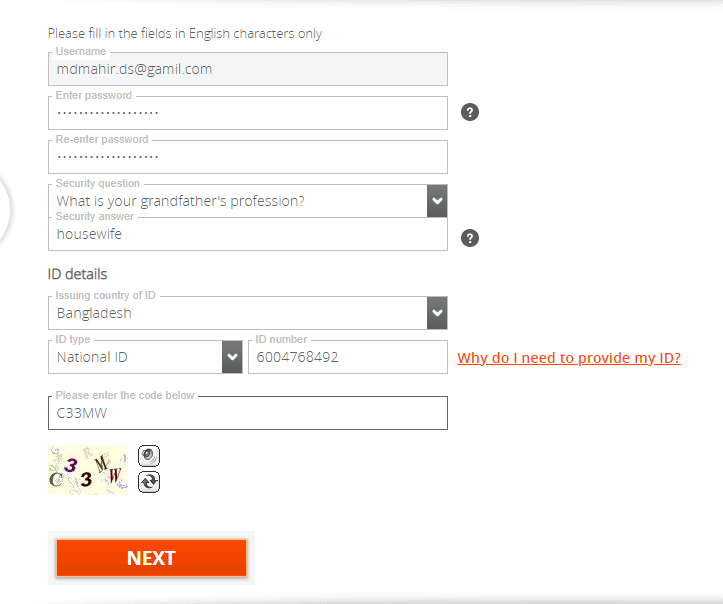 Please fill in the fields in English characters only
Username
mdmahir.ds@gamil.com
Enter password
...................
?
Re-enter password
...................
Security question
What is your grandfather's profession?
Security answer
housewife
?
ID details
Issuing country of ID
Bangladesh
ID type
National ID
ID number
6004768492
Why do I need to provide my ID?
Please enter the code below
C33MW
C33MW
NEXT